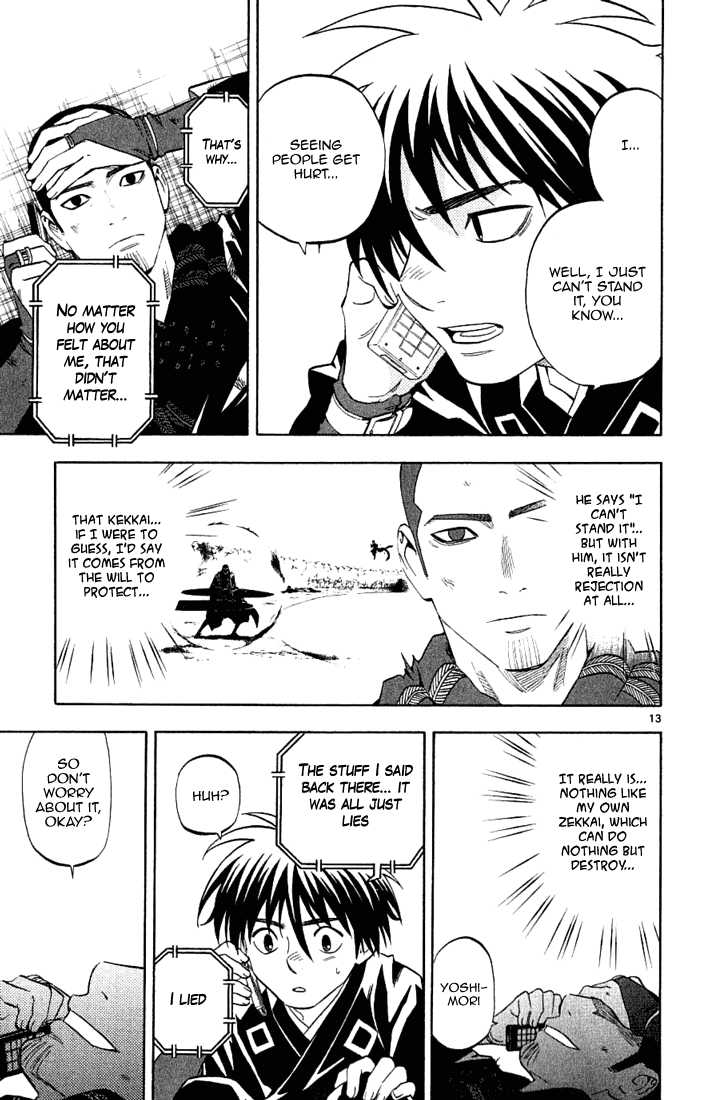 I...
WELL, I JUST
CAN'T STAND
IT, YOU
KNOW...
SEEING
PEOPLE GET
HURT...
THAT'S
WHY...
NO MATTER
HOW YOU
FELT ABOUT
ME, THAT
DIDN'T
MATTER...
HE SAYS "I
CAN'T
STAND IT"...
BUT WITH
HIM, IT ISN'T
REALLY
REJECTION
AT ALL...
THAT KEKKAI...
IF I WERE TO
GUESS, I'D SAY
IT COMES FROM
THE WILL TO
PROTECT...
13
IT REALLY IS...
NOTHING LIKE
MY OWN
ZEKKAI, WHICH
CAN DO
NOTHING BUT
DESTROY...
YOSHI-
MORI
THE STUFF I SAID
BACK THERE... IT
WAS ALL JUST
LIES
HUH?
I LIED
SO
DON'T
WORRY
ABOUT IT,
OKAY?